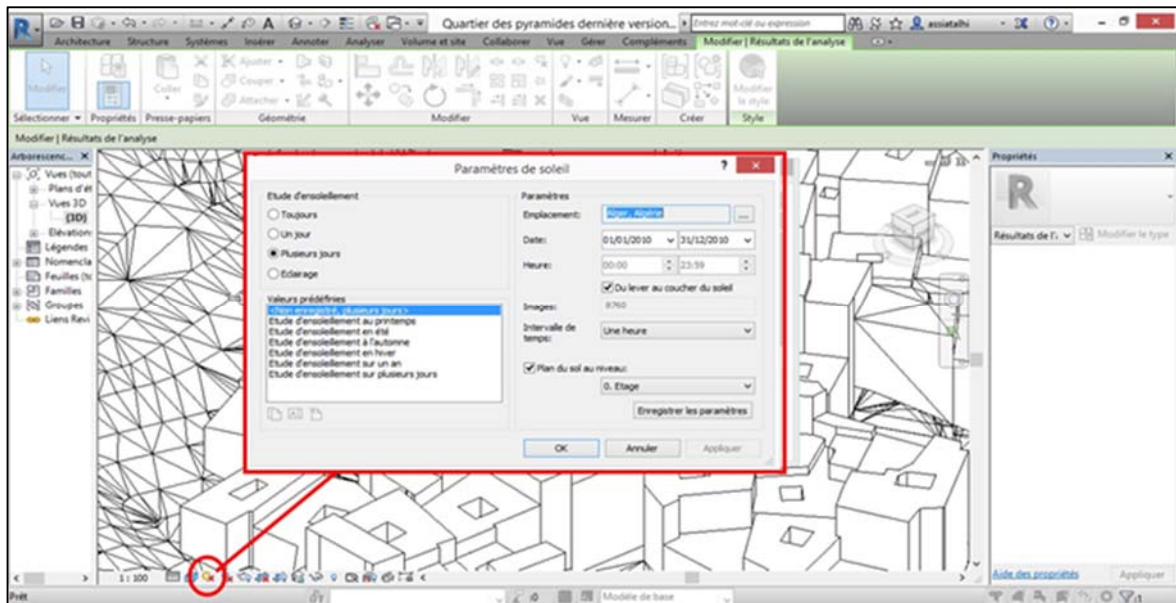 Quartier des pyramides dernière version...
Entrez mot-clé ou expression
assiatalhi
Architecture Structure Systèmes Insérer Annoter Analyser Volume et site Collaborer Vue Gérer Compléments Modifier | Résultats de l'analyse
Modifier
Coller
Ajuster
Couper
Attacher
Modifier le style
Sélectionner Propriétés Presse-papiers Géométrie Modifier Vue Mesurer Créer Style
Modifier | Résultats de l'analyse
Arborescenc...
Vues (tout
Plans d'ét
Vues 3D
{3D}
Elévation
Légendes
Nomencla
Feuilles (to
Familles
Groupes
Liens Revi
Paramètres de soleil
Etude d'ensoleillement
Toujours
Un jour
Plusieurs jours
Eclairage
Valeurs prédéfinies
<Non enregistré, plusieurs jours>
Etude d'ensoleillement au printemps
Etude d'ensoleillement en été
Etude d'ensoleillement à l'automne
Etude d'ensoleillement en hiver
Etude d'ensoleillement sur un an
Etude d'ensoleillement sur plusieurs jours
Paramètres
Emplacement: Alger, Algérie
Date: 01/01/2010 31/12/2010
Heure: 00:00 23:59
Du lever au coucher du soleil
Images: 8760
Intervalle de temps: Une heure
Plan du sol au niveau:
0. Etage
Enregistrer les paramètres
OK Annuler Appliquer
Propriétés
R
Résultats de l'. Modifier le type
Aide des propriétés Appliquer
1 : 100
Prêt
:0
Modèle de base